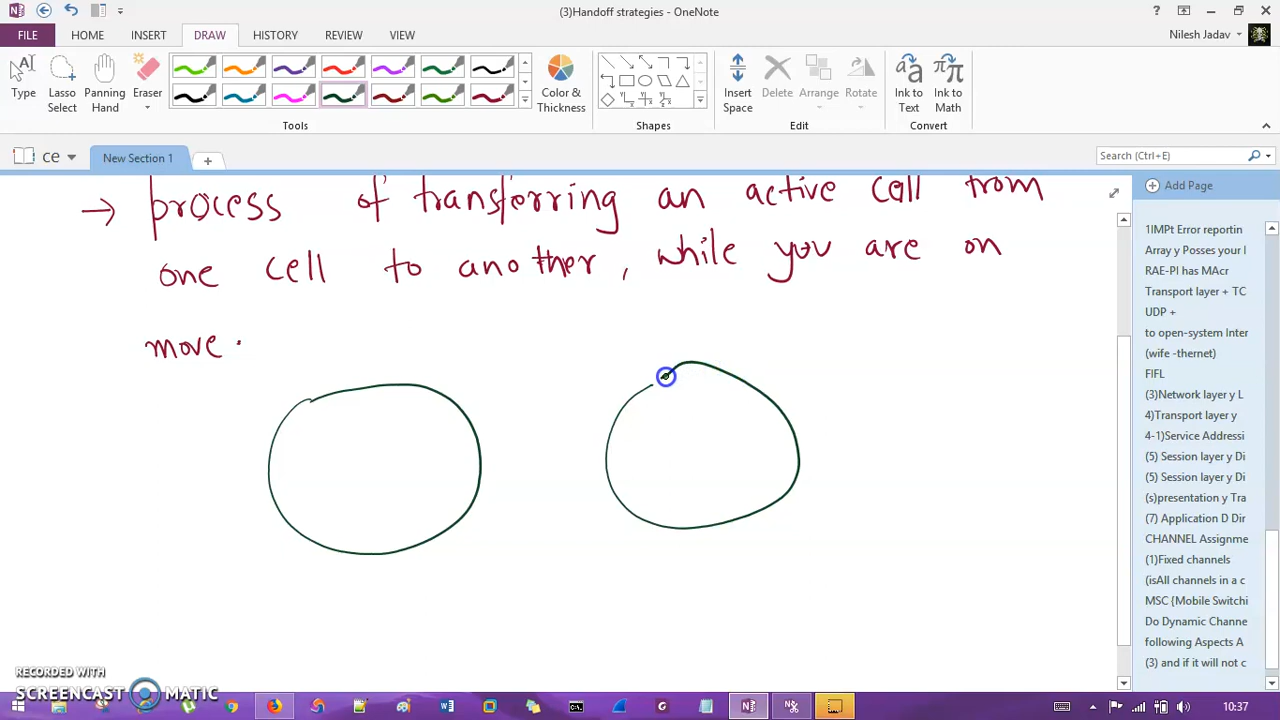 (3)Handoff strategies - OneNote
FILE HOME INSERT DRAW HISTORY REVIEW VIEW
Nilesh Jadav
Type
Lasso Select
Panning Hand
Eraser
Color & Thickness
Insert Space
Delete
Arrange
Rotate
Ink to Text
Ink to Math
Tools
Shapes
Edit
Convert
ce
New Section 1
Search (Ctrl+E)
→ process of transferring an active cell from
one cell to another, while you are on
move.
Add Page
1IMPt Error reportin
Array y Posses your l
RAE-PI has MAcr
Transport layer + TC
UDP +
to open-system Inter
(wife -thernet)
FIFL
(3)Network layer y L
4)Transport layer y
4-1)Service Addressi
(5) Session layer y Di
(5) Session layer y Di
(s)presentation y Tra
(7) Application D Dir
CHANNEL Assignme
(1)Fixed channels
(isAll channels in a c
MSC {Mobile Switchi
Do Dynamic Channe
following Aspects A
(3) and if it will not c
RECORDED WITH
SCREENCAST MATIC
10:37